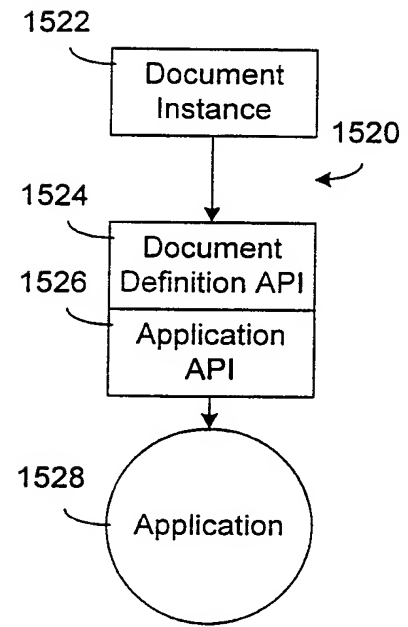 1522
Document
Instance
1520
1524
Document
Definition API
1526
Application
API
1528
Application